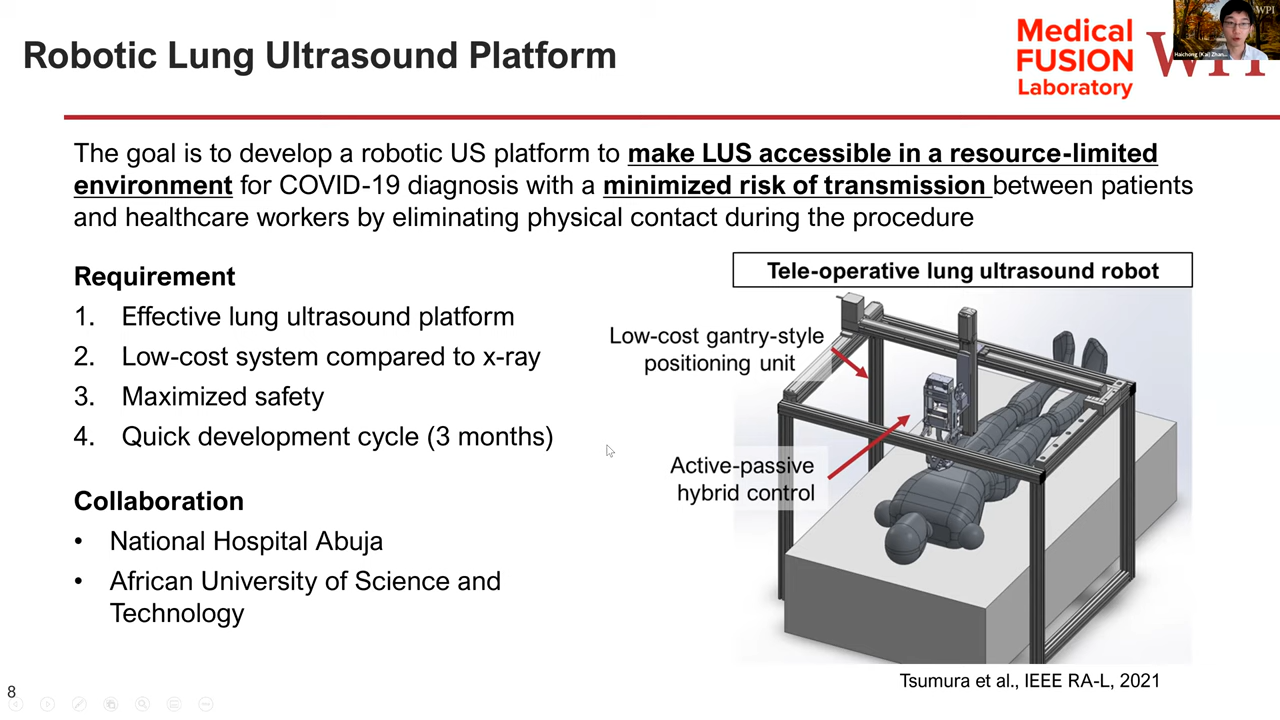 Robotic Lung Ultrasound Platform
Medical
FUSION
Laboratory
WPI
WPI
The goal is to develop a robotic US platform to make LUS accessible in a resource-limited
environment for COVID-19 diagnosis with a minimized risk of transmission between patients
and healthcare workers by eliminating physical contact during the procedure
Requirement
1. Effective lung ultrasound platform
2. Low-cost system compared to x-ray
3. Maximized safety
4. Quick development cycle (3 months)
Collaboration
• National Hospital Abuja
• African University of Science and
Technology
Tele-operative lung ultrasound robot
Low-cost gantry-style
positioning unit
Active-passive
hybrid control
Tsumura et al., IEEE RA-L, 2021
8